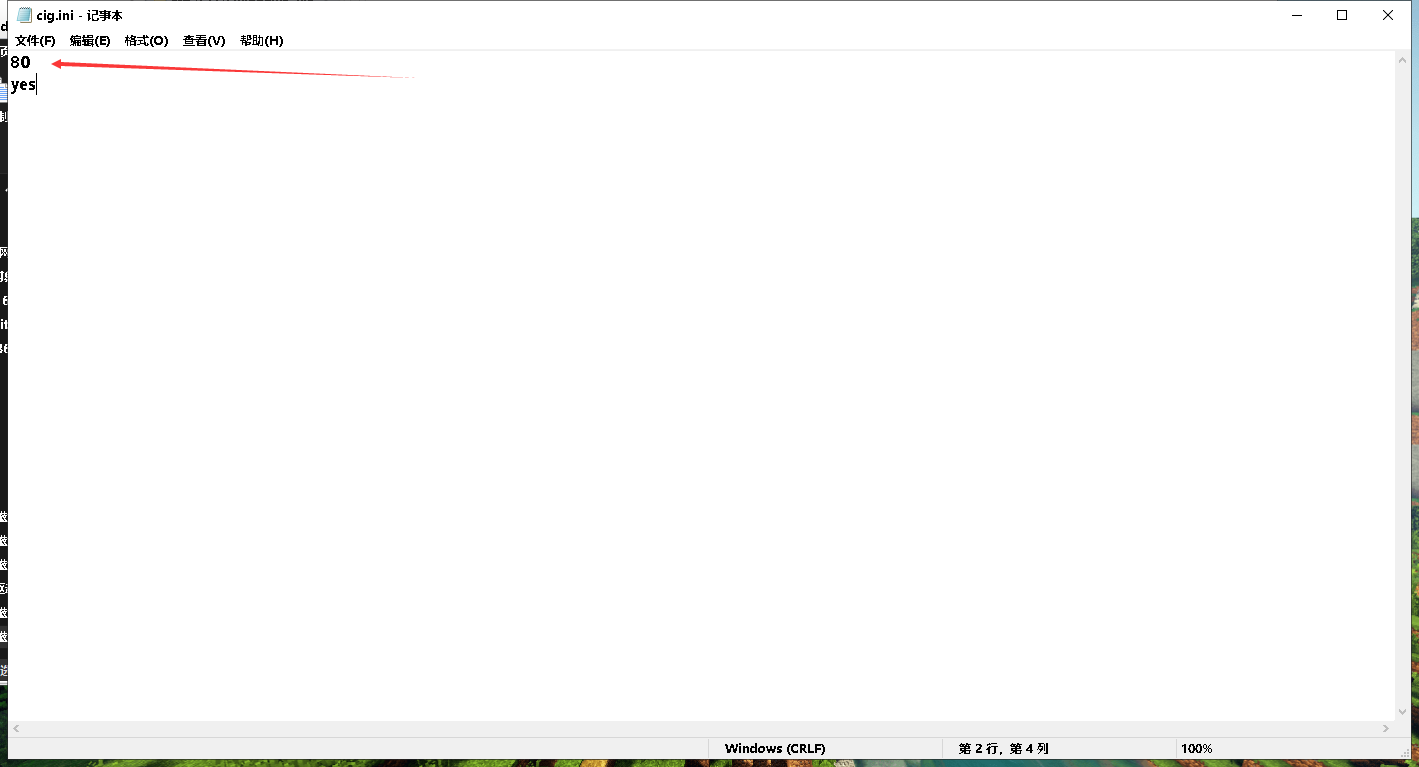 cig.ini - 记事本
文件(F) 编辑(E) 格式(O) 查看(V) 帮助(H)
80
yes
Windows (CRLF) 第 2 行，第 4 列 100%